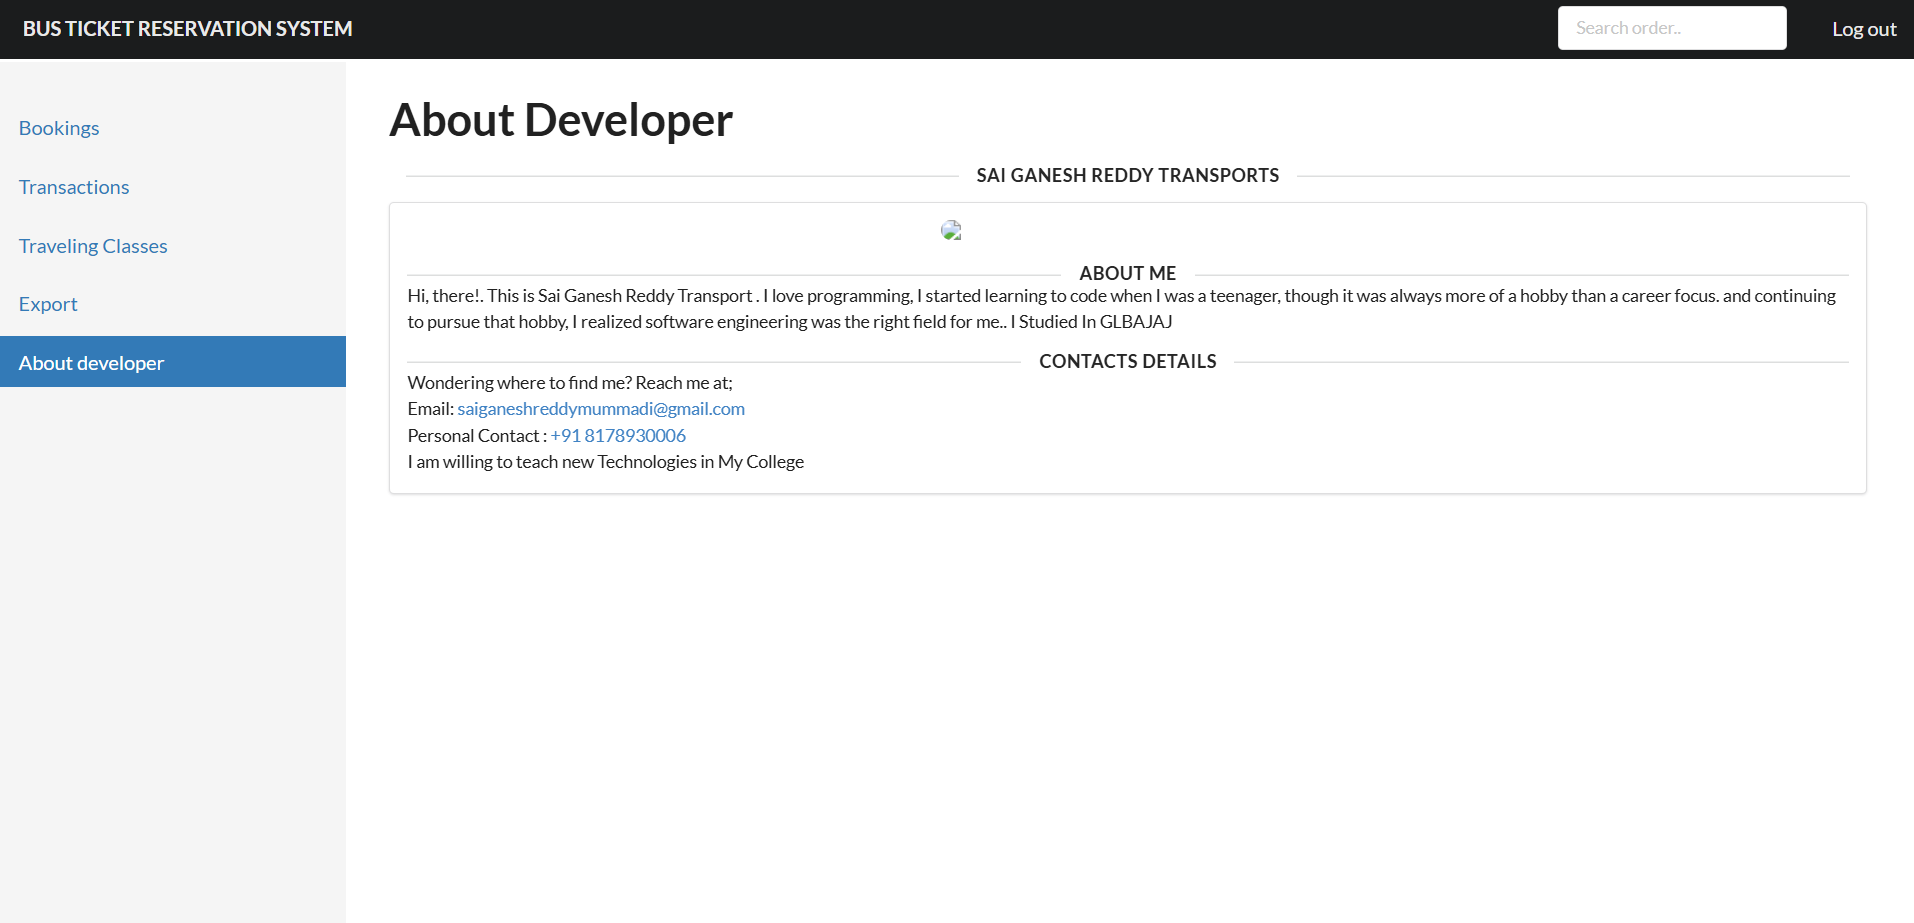 BUS TICKET RESERVATION SYSTEM
Search order..
Log out
Bookings
Transactions
Traveling Classes
Export
About developer
About Developer
SAI GANESH REDDY TRANSPORTS
ABOUT ME
Hi, there!. This is Sai Ganesh Reddy Transport . I love programming, I started learning to code when I was a teenager, though it was always more of a hobby than a career focus. and continuing
to pursue that hobby, I realized software engineering was the right field for me.. I Studied In GLBAJAJ
CONTACTS DETAILS
Wondering where to find me? Reach me at;
Email: saiganeshreddymummadi@gmail.com
Personal Contact : +91 8178930006
I am willing to teach new Technologies in My College